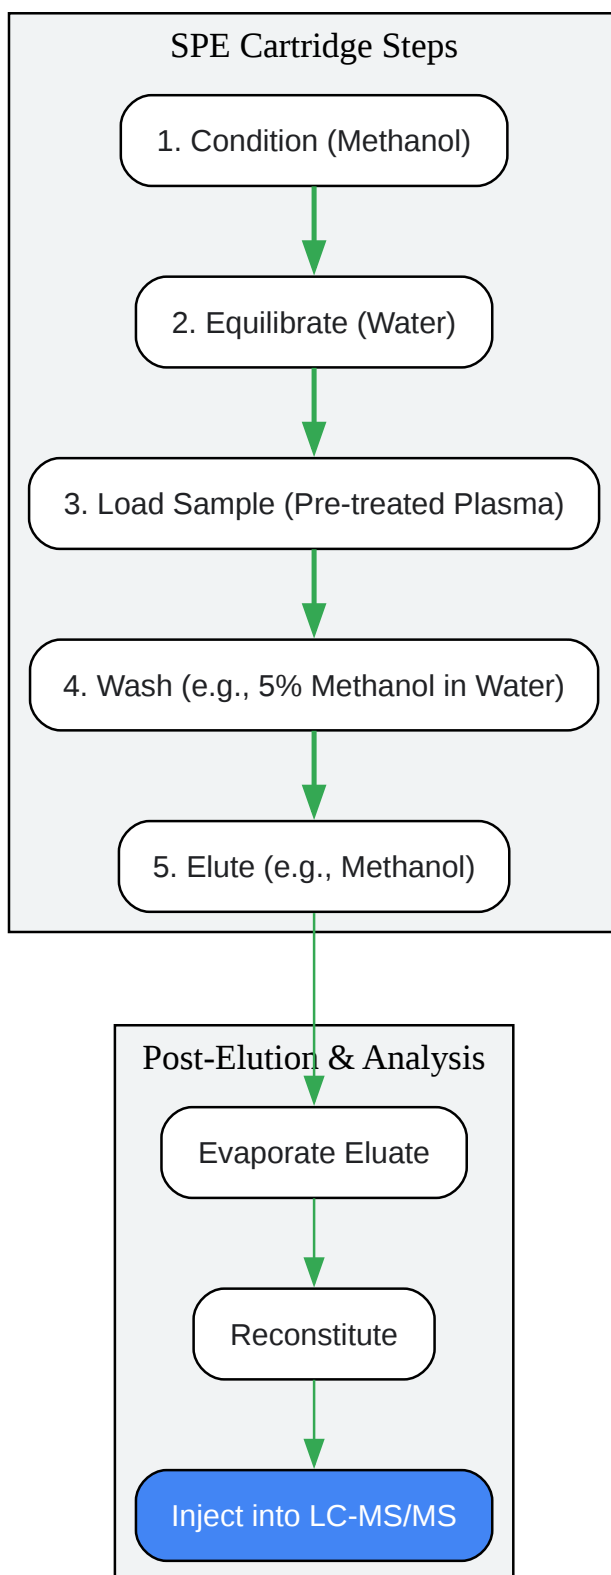 SPE Cartridge Steps
1. Condition (Methanol)
2. Equilibrate (Water)
3. Load Sample (Pre-treated Plasma)
4. Wash (e.g., 5% Methanol in Water)
5. Elute (e.g., Methanol)
Post-Elution & Analysis
Evaporate Eluate
Reconstitute
Inject into LC-MS/MS